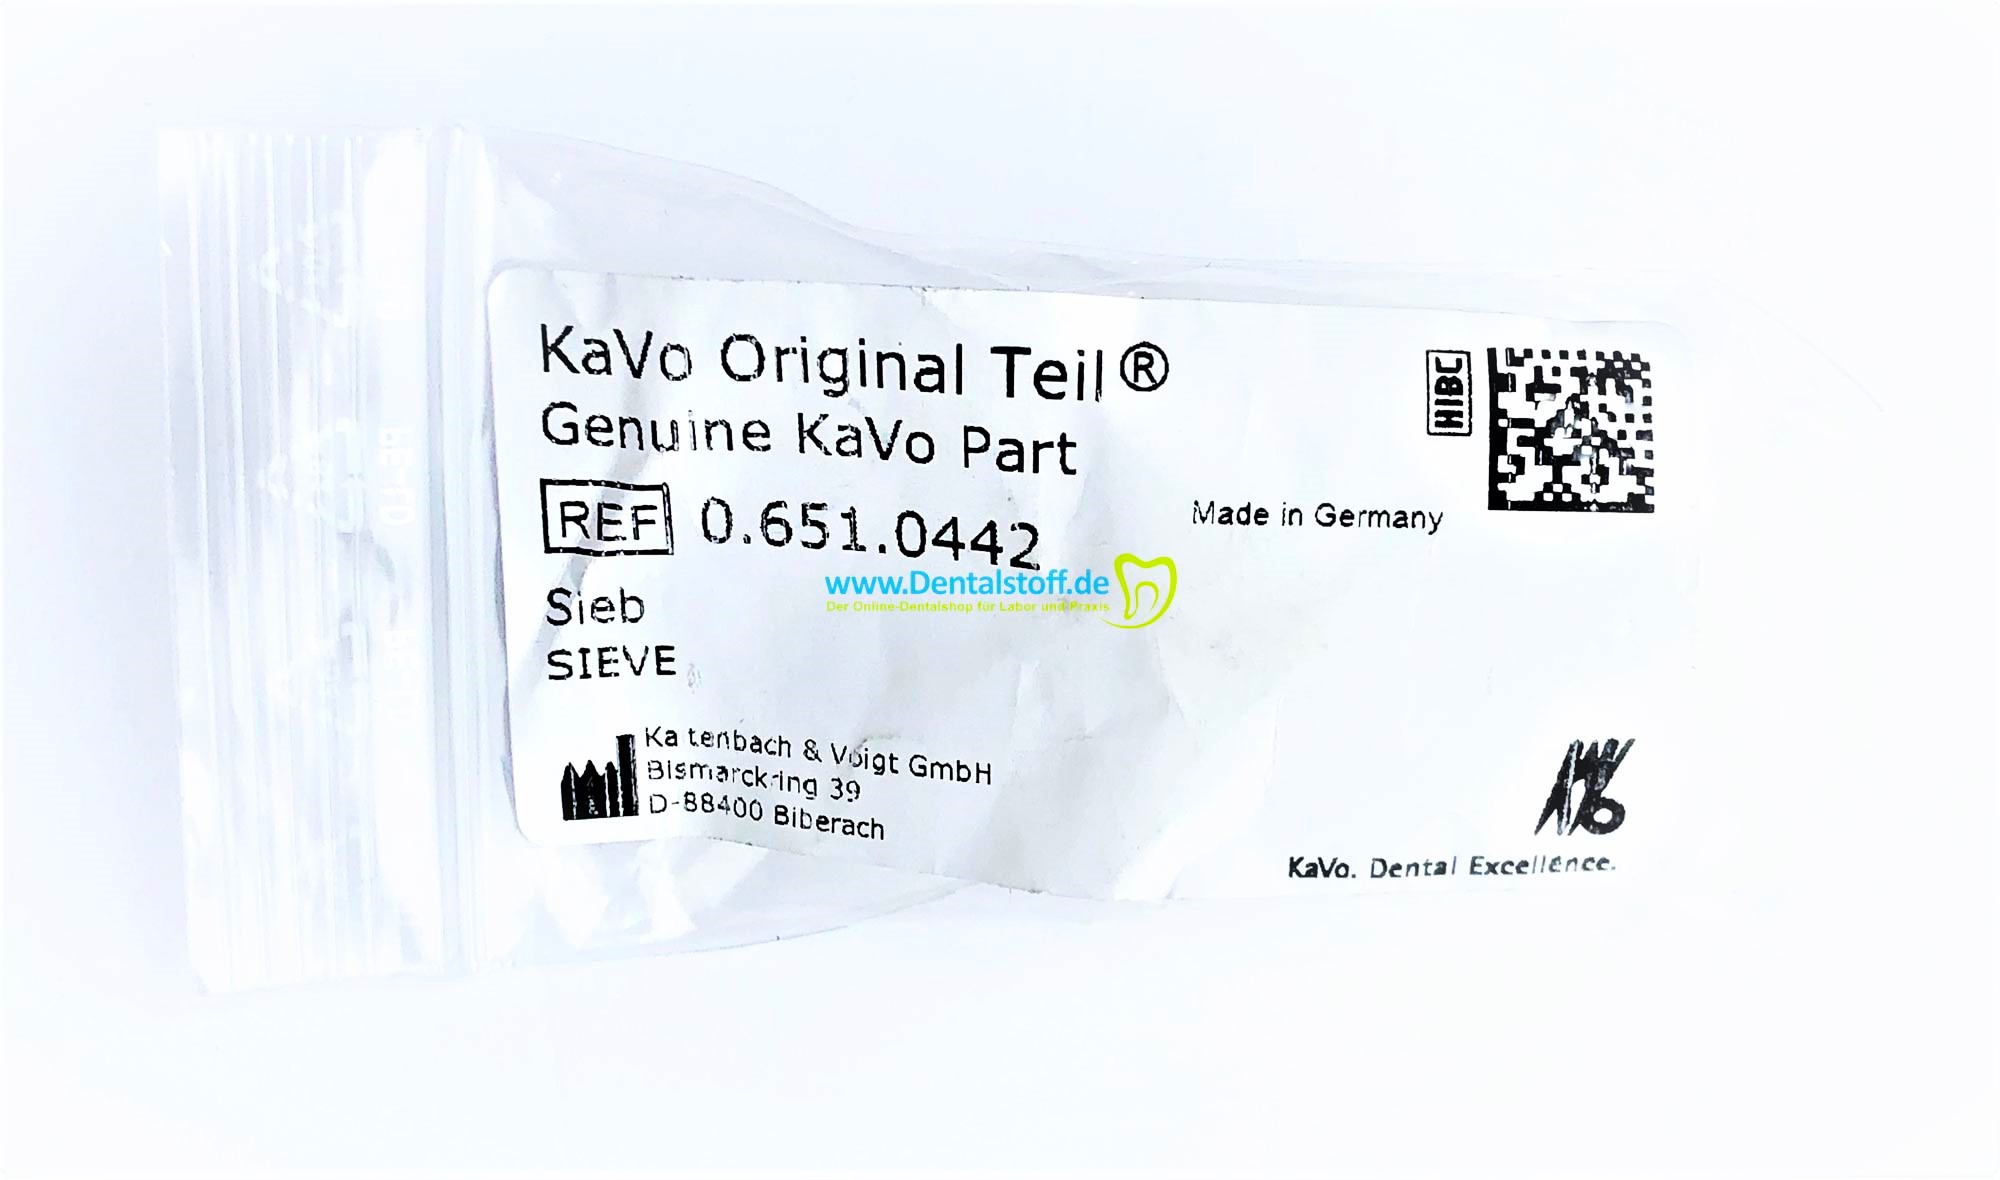 KaVo Original Teil®
Genuine KaVo Part
HIBC
REF 0.651.0442
Made in Germany
www.Dentalstoff.de
Der Online-Dentalshop für Labor und Praxis
Sieb
SIEVE
Kaltenbach & Voigt GmbH
Bismarckring 39
D-88400 Biberach
KaVo. Dental Excellence.